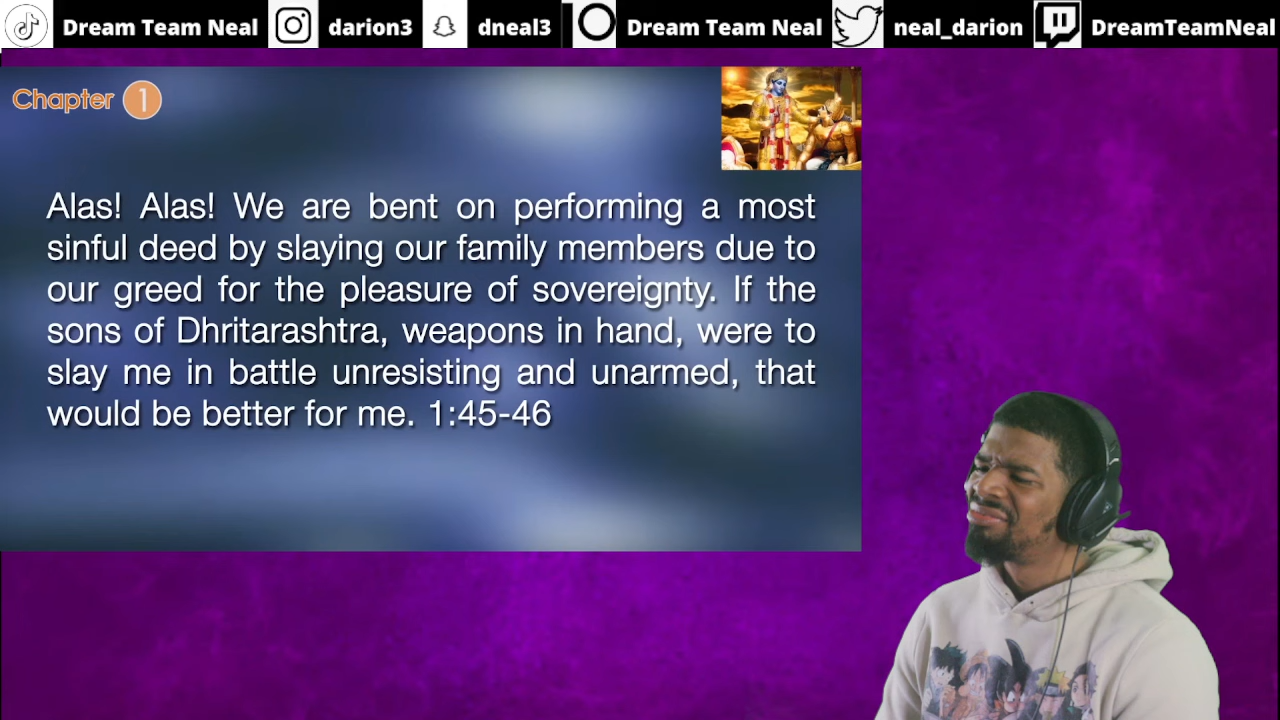 Dream Team Neal darion3 dneal3 Dream Team Neal neal_darion DreamTeamNeal
Chapter 1
Alas! Alas! We are bent on performing a most
sinful deed by slaying our family members due to
our greed for the pleasure of sovereignty. If the
sons of Dhritarashtra, weapons in hand, were to
slay me in battle unresisting and unarmed, that
would be better for me. 1:45-46